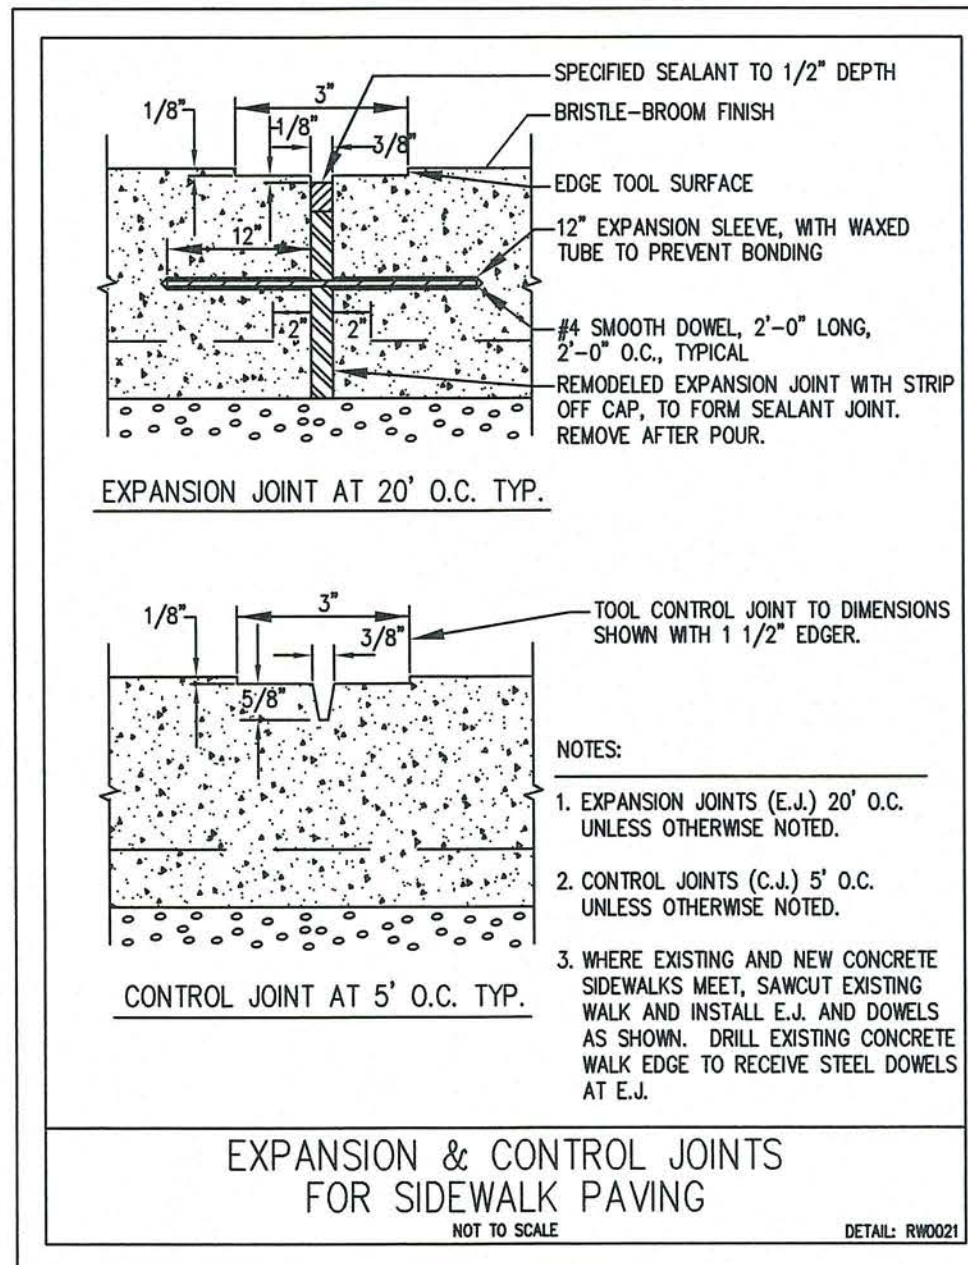 SPECIFIED SEALANT TO 1/2" DEPTH
3"
1/8"
1/8"
3/8"
BRISTLE-BROOM FINISH
EDGE TOOL SURFACE
12" EXPANSION SLEEVE, WITH WAXED
TUBE TO PREVENT BONDING
12"
2"
2"
#4 SMOOTH DOWEL, 2'-0" LONG,
2'-0" O.C., TYPICAL
REMODELED EXPANSION JOINT WITH STRIP
OFF CAP, TO FORM SEALANT JOINT.
REMOVE AFTER POUR.
EXPANSION JOINT AT 20' O.C. TYP.
1/8"
3"
3/8"
5/8"
TOOL CONTROL JOINT TO DIMENSIONS
SHOWN WITH 1 1/2" EDGER.
CONTROL JOINT AT 5' O.C. TYP.
NOTES:
1. EXPANSION JOINTS (E.J.) 20' O.C.
UNLESS OTHERWISE NOTED.
2. CONTROL JOINTS (C.J.) 5' O.C.
UNLESS OTHERWISE NOTED.
3. WHERE EXISTING AND NEW CONCRETE
SIDEWALKS MEET, SAWCUT EXISTING
WALK AND INSTALL E.J. AND DOWELS
AS SHOWN. DRILL EXISTING CONCRETE
WALK EDGE TO RECEIVE STEEL DOWELS
AT E.J.
EXPANSION & CONTROL JOINTS
FOR SIDEWALK PAVING
NOT TO SCALE
DETAIL: RW0021